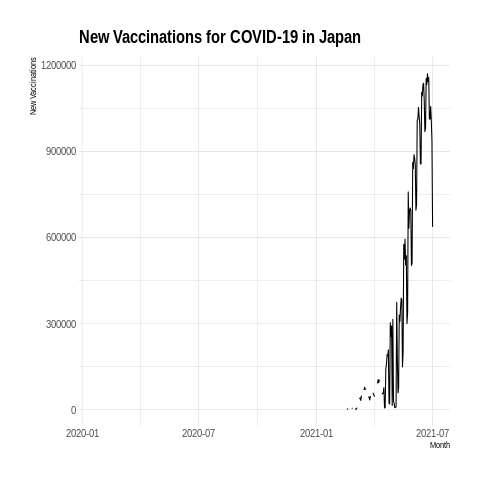 New Vaccinations for COVID-19 in Japan
New Vaccinations
1200000
900000
600000
300000
0
2020-01 2020-07 2021-01 2021-07
Month